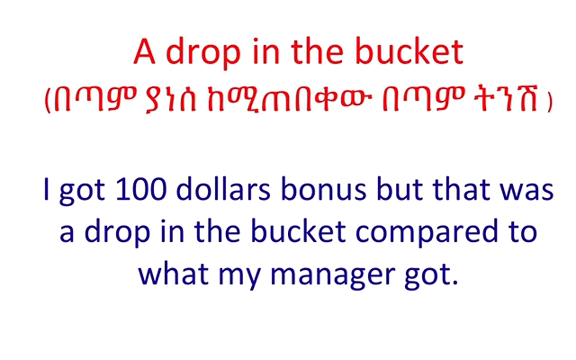 A drop in the bucket
(በጣም ያነሰ ከሚጠበቀው በጣም ትንሽ )
I got 100 dollars bonus but that was
a drop in the bucket compared to
what my manager got.